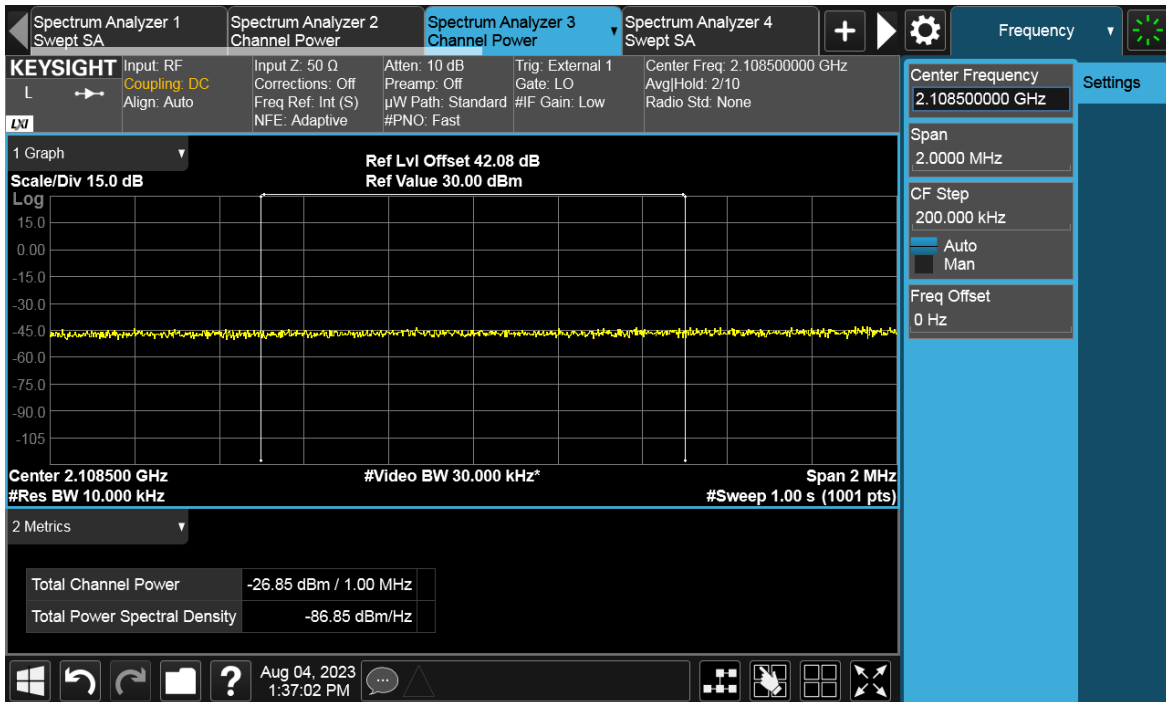 Spectrum Analyzer 1
Swept SA
Spectrum Analyzer 2
Channel Power
Spectrum Analyzer 3
Channel Power
Spectrum Analyzer 4
Swept SA
+
Frequency
KEYSIGHT
L
LXI
Input: RF
Coupling: DC
Align: Auto
Input Z: 50 Ω
Corrections: Off
Freq Ref: Int (S)
NFE: Adaptive
Atten: 10 dB
Preamp: Off
µW Path: Standard
#PNO: Fast
Trig: External 1
Gate: LO
#IF Gain: Low
Center Freq: 2.108500000 GHz
Avg|Hold: 2/10
Radio Std: None
1 Graph
Scale/Div 15.0 dB
Ref Lvl Offset 42.08 dB
Ref Value 30.00 dBm
Log
15.0
0.00
-15.0
-30.0
-45.0
-60.0
-75.0
-90.0
-105
Center 2.108500 GHz
#Video BW 30.000 kHz*
Span 2 MHz
#Res BW 10.000 kHz
#Sweep 1.00 s (1001 pts)
2 Metrics
Total Channel Power -26.85 dBm / 1.00 MHz
Total Power Spectral Density -86.85 dBm/Hz
?
Aug 04, 2023
1:37:02 PM
Center Frequency
2.108500000 GHz
Span
2.0000 MHz
CF Step
200.000 kHz
Auto
Man
Freq Offset
0 Hz
Settings